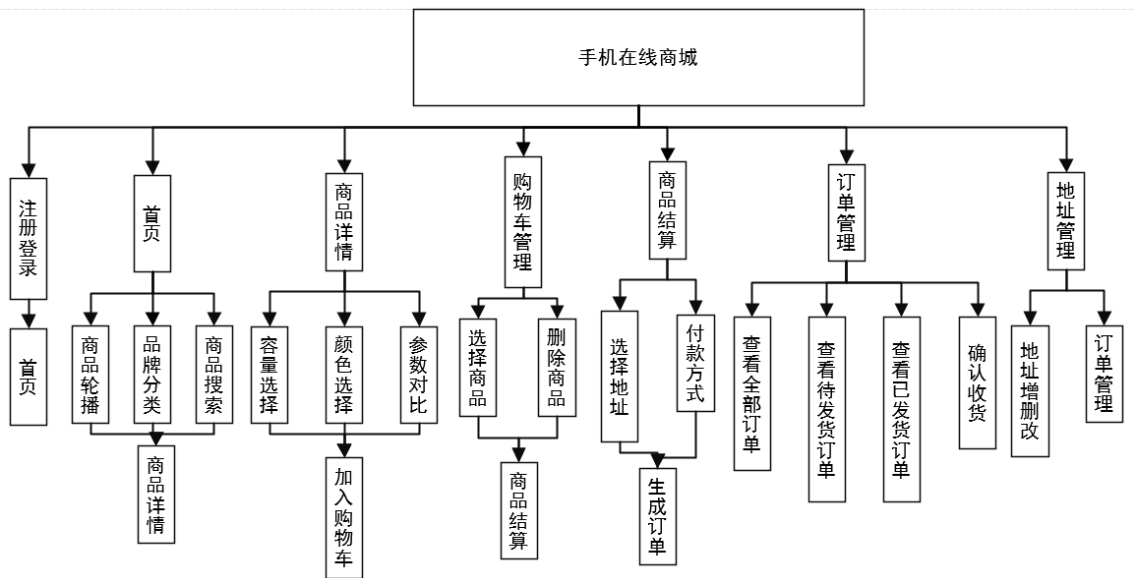 手机在线商城
注册登录
首页
商品详情
购物车管理
商品结算
订单管理
地址管理
首页
商品轮播
品牌分类
商品搜索
容量选择
颜色选择
参数对比
选择商品
删除商品
选择地址
付款方式
查看全部订单
查看待发货订单
查看已发货订单
确认收货
地址增删改
订单管理
商品详情
加入购物车
商品结算
生成订单